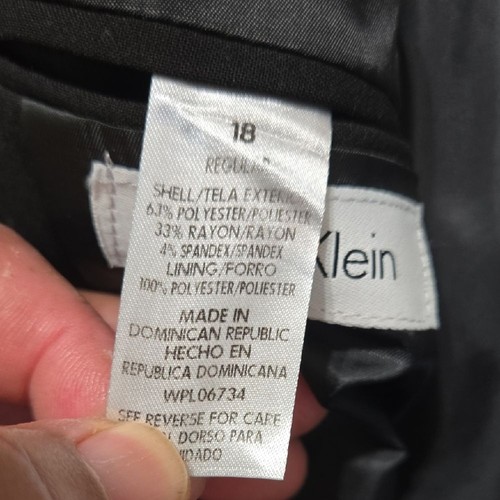 18
REGULAR
SHELL/TELA EXTERIOR
63% POLYESTER/POLIESTER
33% RAYON/RAYON
4% SPANDEX/SPANDEX
LINING/FORRO
100% POLYESTER/POLIESTER
MADE IN
DOMINICAN REPUBLIC
HECHO EN
REPUBLICA DOMINICANA
WPL06734
SEE REVERSE FOR CARE
DORSO PARA
Klein